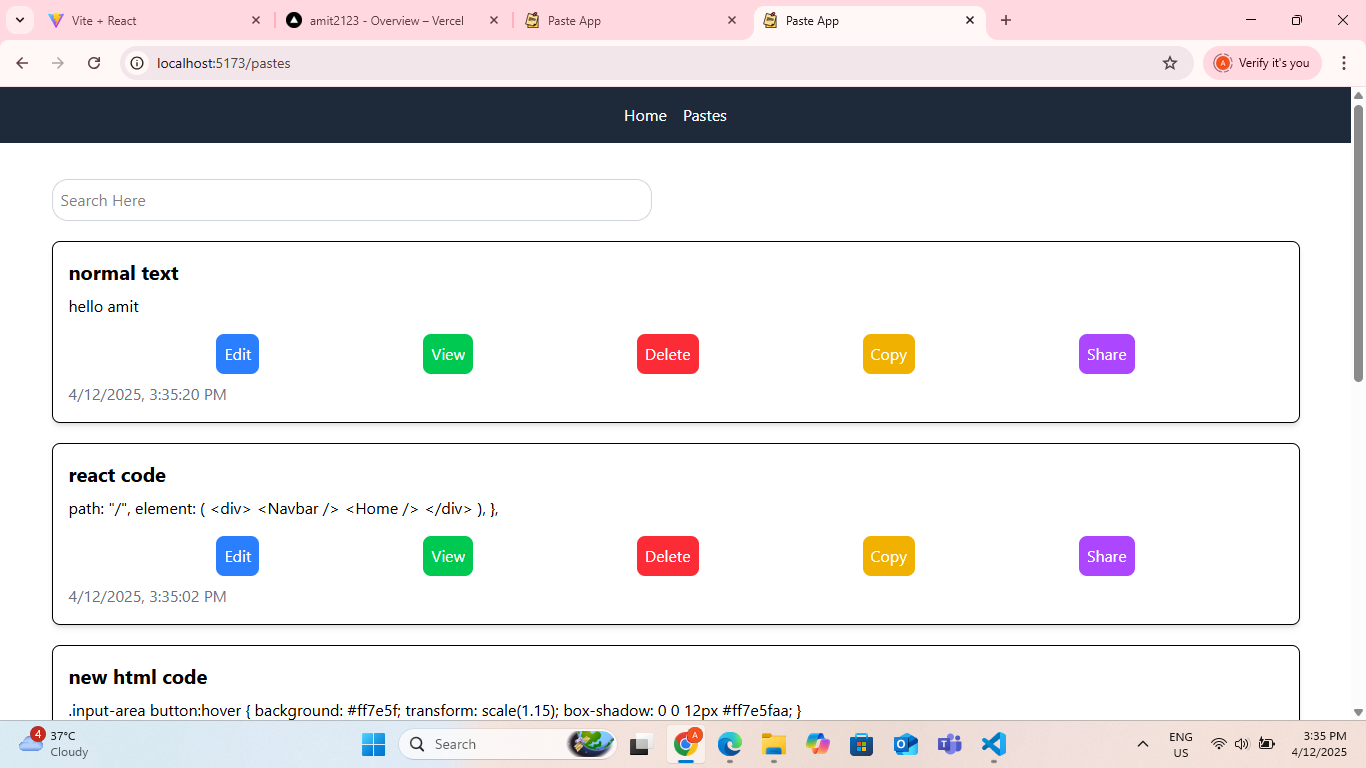 Vite + React
amit2123 - Overview – Vercel
Paste App
Paste App
localhost:5173/pastes
A Verify it's you
Home Pastes
Search Here
normal text
hello amit
Edit View Delete Copy Share
4/12/2025, 3:35:20 PM
react code
path: "/", element: ( <div> <Navbar /> <Home /> </div> ), },
Edit View Delete Copy Share
4/12/2025, 3:35:02 PM
new html code
.input-area button:hover { background: #ff7e5f; transform: scale(1.15); box-shadow: 0 0 12px #ff7e5faa; }
4
37°C
Cloudy
Search
A
ENG
US
3:35 PM
4/12/2025